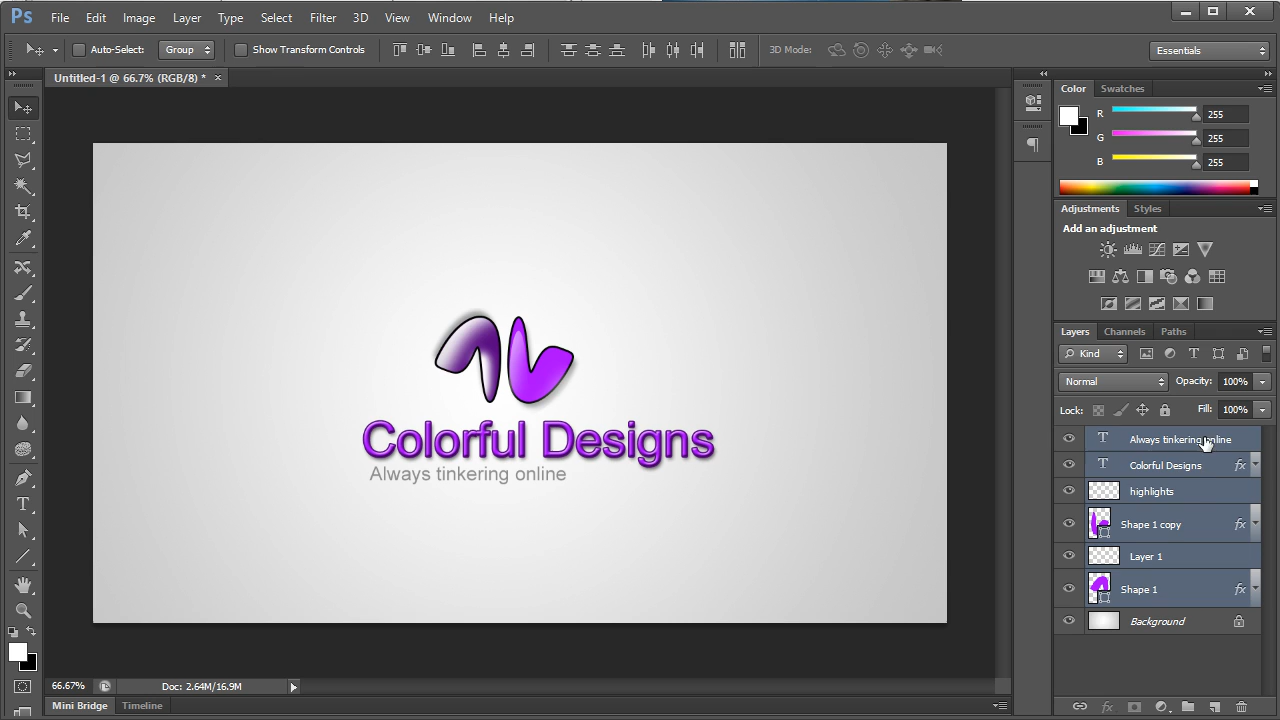 Ps File Edit Image Layer Type Select Filter 3D View Window Help
Auto-Select: Group Show Transform Controls 3D Mode: Essentials
Untitled-1 @ 66.7% (RGB/8) * ×
Color Swatches
R 255
G 255
B 255
Adjustments Styles
Add an adjustment
Layers Channels Paths
Kind
Normal Opacity: 100%
Lock: Fill: 100%
Always tinkering online
Colorful Designs fx
highlights
Shape 1 copy fx
Layer 1
Shape 1 fx
Background
Colorful Designs
Always tinkering online
66.67% Doc: 2.64M/16.9M
Mini Bridge Timeline
fx